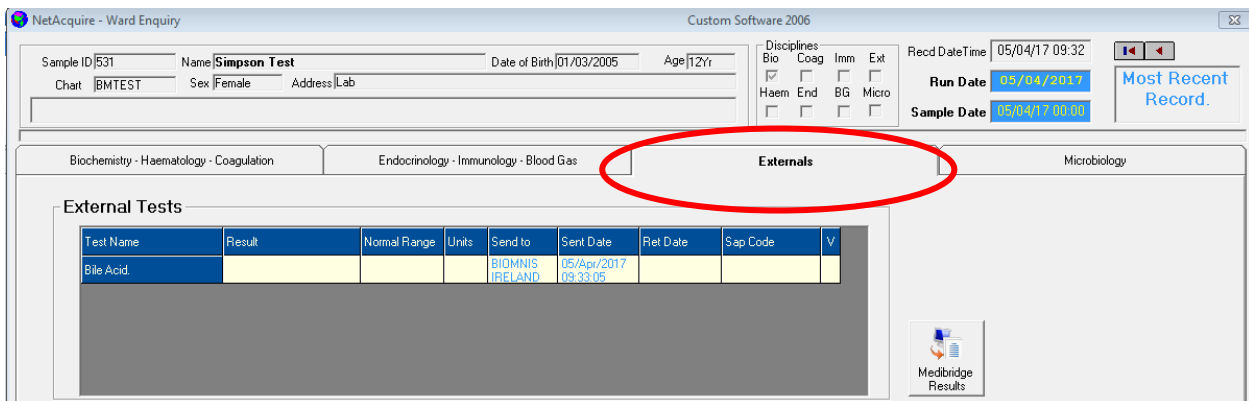 NetAcquire - Ward Enquiry Custom Software 2006
Sample ID 531 Name Simpson Test Date of Birth 01/03/2005 Age 12Yr
Chart BMTEST Sex Female Address Lab
Disciplines
Bio Coag Imm Ext
Haem End BG Micro
Recd DateTime 05/04/17 09:32
Run Date 05/04/2017
Sample Date 05/04/17 00:00
Most Recent
Record.
Biochemistry - Haematology - Coagulation Endocrinology - Immunology - Blood Gas Externals Microbiology
External Tests
Test Name Result Normal Range Units Send to Sent Date Ret Date Sap Code V
Bile Acid. BIOMNIS IRELAND 05/Apr/2017 09:33:05
Medibridge
Results